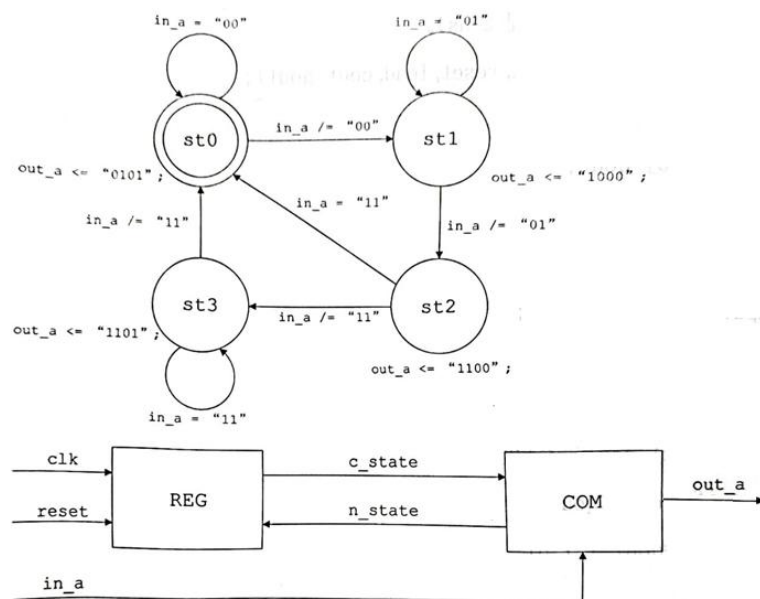 in_a = “00”
in_a = “01”
st0
in_a /= “00”
st1
out_a <= “0101”;
out_a <= “1000”;
in_a = “11”
in_a /= “11”
in_a /= “01”
st3
in_a /= “11”
st2
out_a <= “1101”;
out_a <= “1100”;
in_a = “11”
clk
c_state
out_a
REG
COM
reset
n_state
in_a